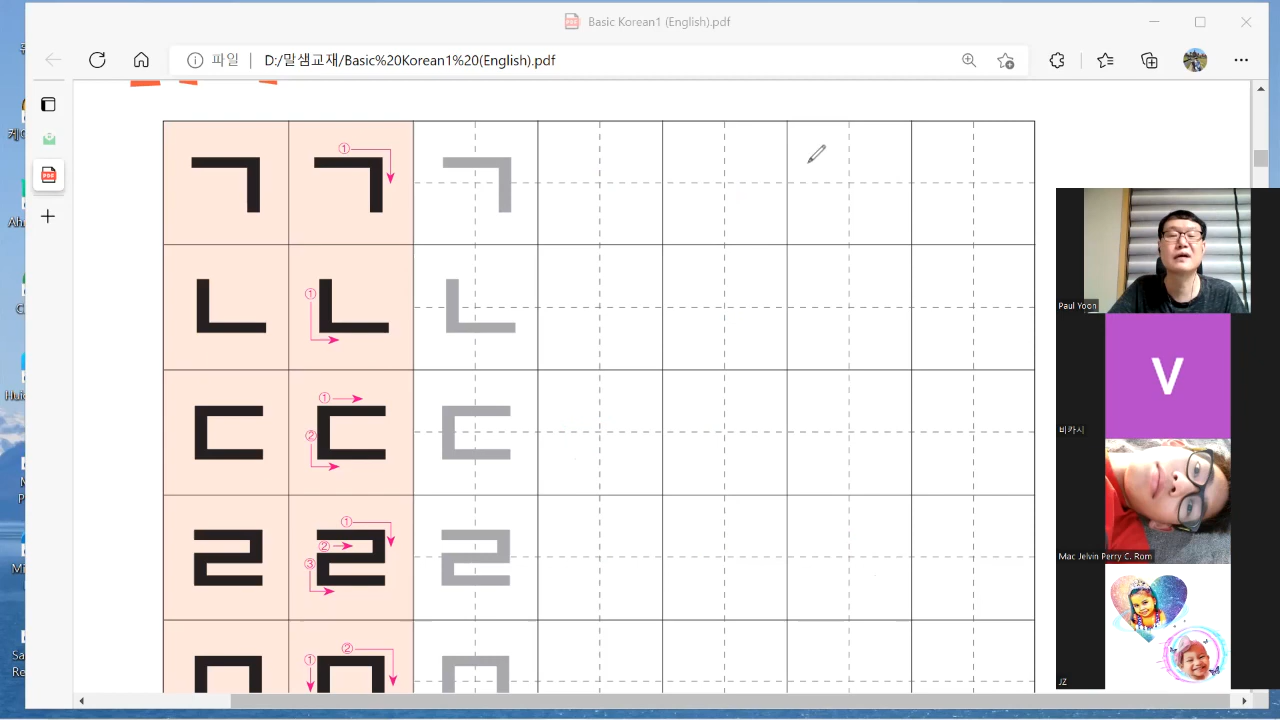 Basic Korean1 (English).pdf
파일 D:/말샘교재/Basic%20Korean1%20(English).pdf
ㄱ ㄱ ① ㄱ
ㄴ ① ㄴ ㄴ
ㄷ ① ② ㄷ ㄷ
ㄹ ① ② ③ ㄹ ㄹ
ㅁ ① ② ㅁ ㅁ
Paul Yoon
V
비카시
Mac Jelvin Perry C. Rom
JZ